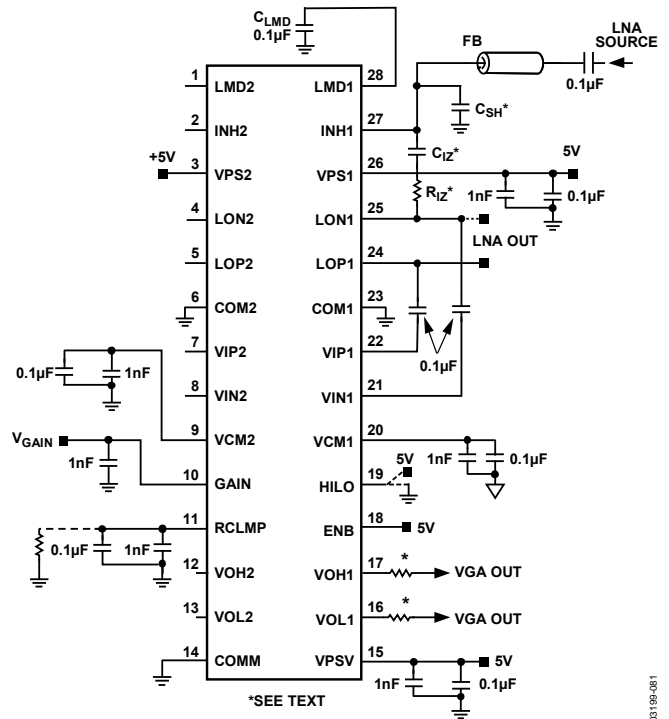 CLMD
0.1µF
FB
LNA
SOURCE
0.1µF
1
LMD2
LMD1
28
CSH*
2
INH2
INH1
27
CIZ*
+5V
3
VPS2
VPS1
26
5V
RIZ*
1nF
0.1µF
4
LON2
LON1
25
LNA OUT
5
LOP2
LOP1
24
6
COM2
COM1
23
7
VIP2
VIP1
22
0.1µF
0.1µF
1nF
8
VIN2
VIN1
21
9
VCM2
VCM1
20
1nF
0.1µF
VGAIN
1nF
10
GAIN
HILO
19
5V
11
RCLMP
ENB
18
5V
0.1µF
1nF
12
VOH2
VOH1
17
*
VGA OUT
13
VOL2
VOL1
16
*
VGA OUT
14
COMM
VPSV
15
5V
1nF
0.1µF
*SEE TEXT
03199-081